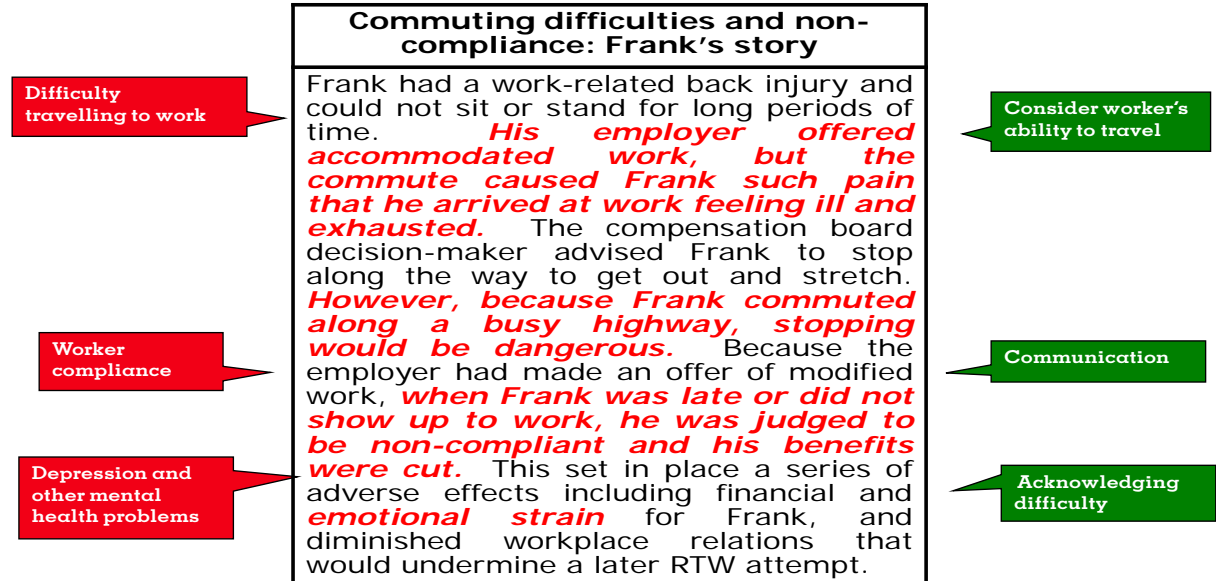 Commuting difficulties and non-
compliance: Frank's story
Difficulty
travelling to work
Worker
compliance
Depression and
other mental
health problems
Frank had a work-related back injury and
could not sit or stand for long periods of
time. His employer offered
accommodated work, but the
commute caused Frank such pain
that he arrived at work feeling ill and
exhausted. The compensation board
decision-maker advised Frank to stop
along the way to get out and stretch.
However, because Frank commuted
along a busy highway, stopping
would be dangerous. Because the
employer had made an offer of modified
work, when Frank was late or did not
show up to work, he was judged to
be non-compliant and his benefits
were cut. This set in place a series of
adverse effects including financial and
emotional strain for Frank, and
diminished workplace relations that
would undermine a later RTW attempt.
Consider worker's
ability to travel
Communication
Acknowledging
difficulty